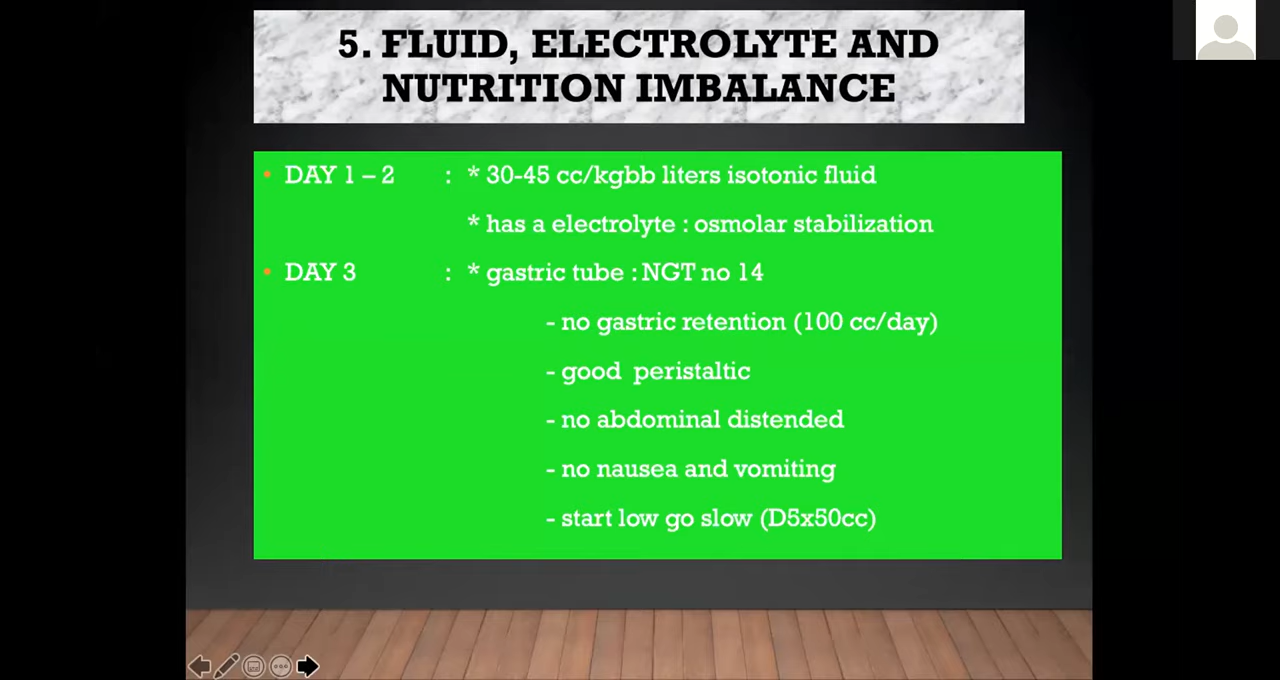 5. FLUID, ELECTROLYTE AND
NUTRITION IMBALANCE
• DAY 1 – 2 : * 30-45 cc/kgbb liters isotonic fluid
* has a electrolyte : osmolar stabilization
• DAY 3 : * gastric tube : NGT no 14
- no gastric retention (100 cc/day)
- good peristaltic
- no abdominal distended
- no nausea and vomiting
- start low go slow (D5x50cc)